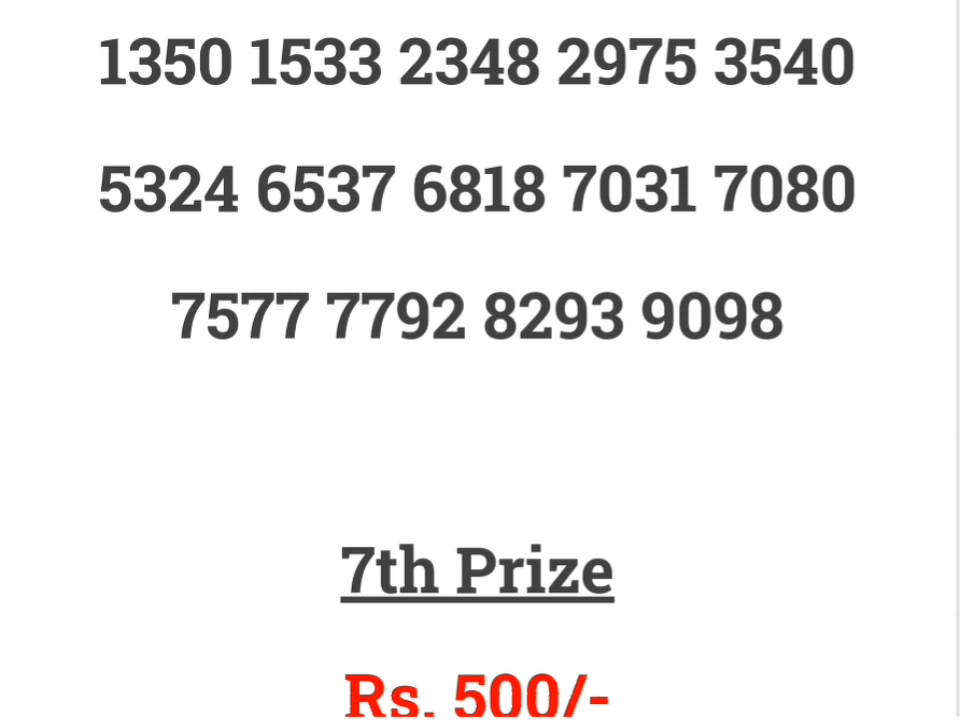 1350 1533 2348 2975 3540
5324 6537 6818 7031 7080
7577 7792 8293 9098
7th Prize
Rs. 500/-